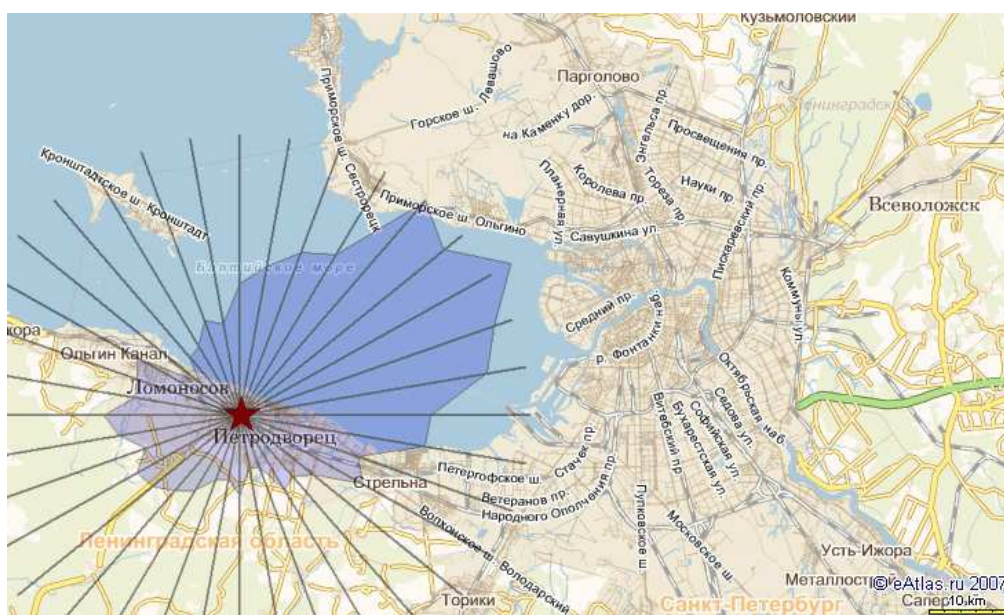 Кузьмоловский
Парголово
Приморское ш. Сестрорецк
Горское ш. Левашово
на Каменку дор.
Энгельса пр.
Просвещения пр.
Ленинградская
Кронштадтское ш. Кронштадт
Планерная ул.
Королева пр.
Тореза пр.
Науки пр.
Пискаревский пр.
Всеволожск
Приморское ш. Ольгино
Савушкина ул.
Балтийское море
Коммуны ул.
Средний пр.
р. Фонтанки наб.
жора
Ольгин Канал
Ломоносов
Петродворец
Октябрьская наб.
Седова ул.
Софийская ул.
Бухарестская ул.
Витебский пр.
Стачек пр.
Петергофское ш.
Стрельна
Ветеранов пр.
Народного Ополчения пр.
Волхонское ш. Володарский
Пулковское ш
Московское ш.
Ленинградская область
Усть-Ижора
Металлостр
Торики
Санкт-Петербург
Сапер
© eAtlas.ru 2007
10 km